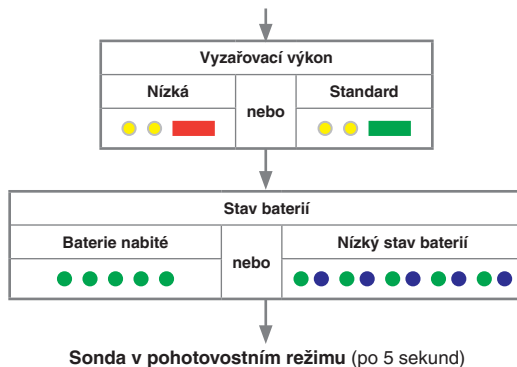 Vyzařovací výkon
Nízká
nebo
Standard
Stav baterií
Baterie nabité
nebo
Nízký stav baterií
Sonda v pohotovostním režimu (po 5 sekund)